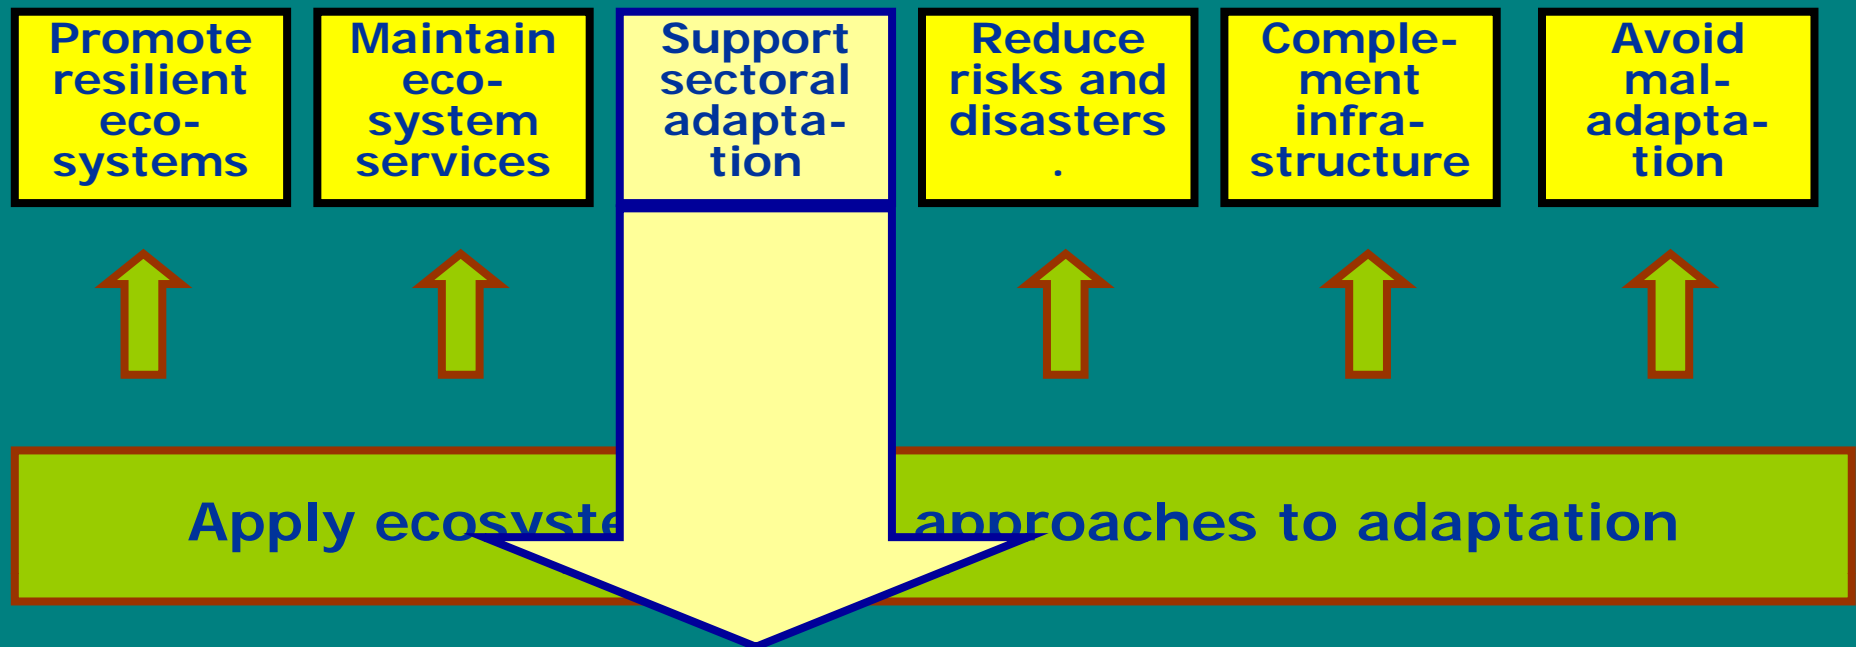 Promote
resilient
eco-
systems
Maintain
eco-
system
services
Support
sectoral
adapta-
tion
Reduce
risks and
disasters
.
Comple-
ment
infra-
structure
Avoid
mal-
adapta-
tion
Apply approaches to adaptation